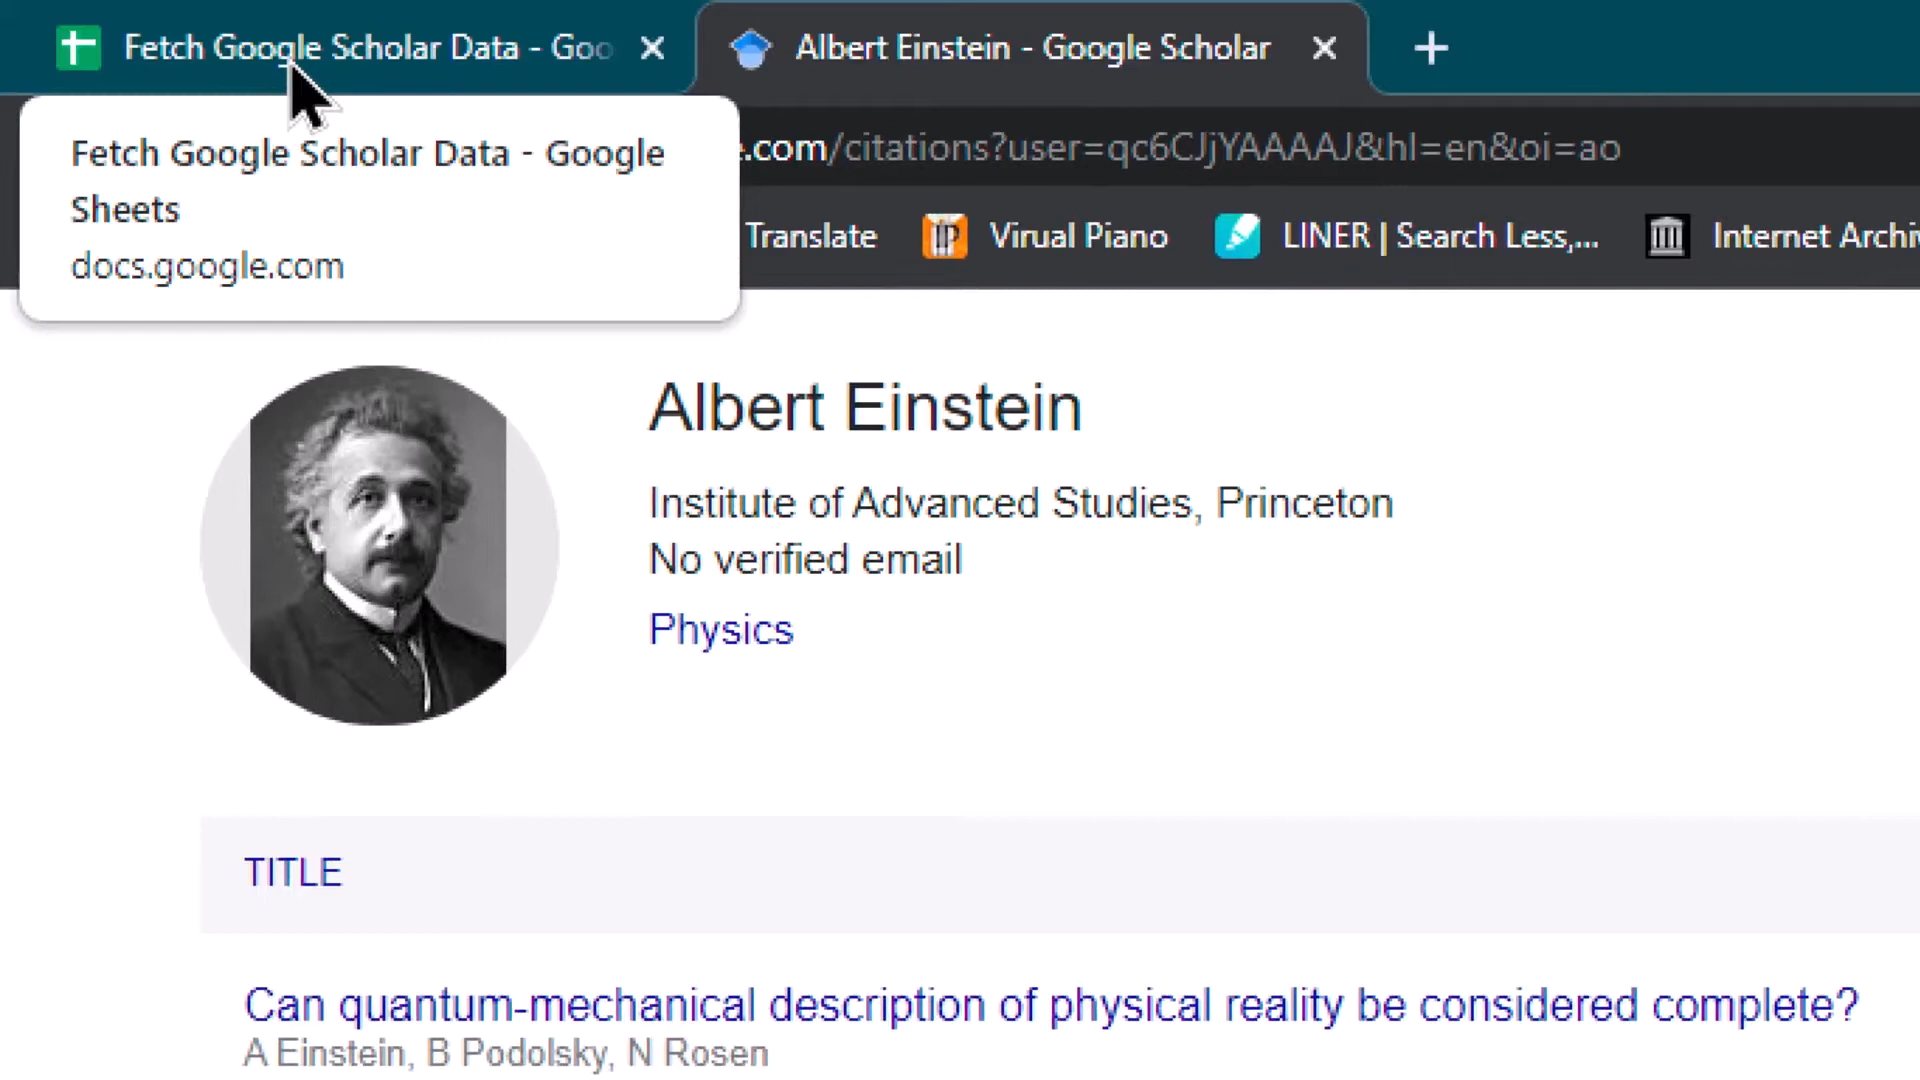 Fetch Google Scholar Data - Goo
Albert Einstein - Google Scholar
Fetch Google Scholar Data - Google
Sheets
docs.google.com
.com/citations?user=qc6CJjYAAAAJ&hl=en&oi=ao
Translate
Virual Piano
LINER | Search Less,...
Internet Archiv
Albert Einstein
Institute of Advanced Studies, Princeton
No verified email
Physics
TITLE
Can quantum-mechanical description of physical reality be considered complete?
A Einstein, B Podolsky, N Rosen